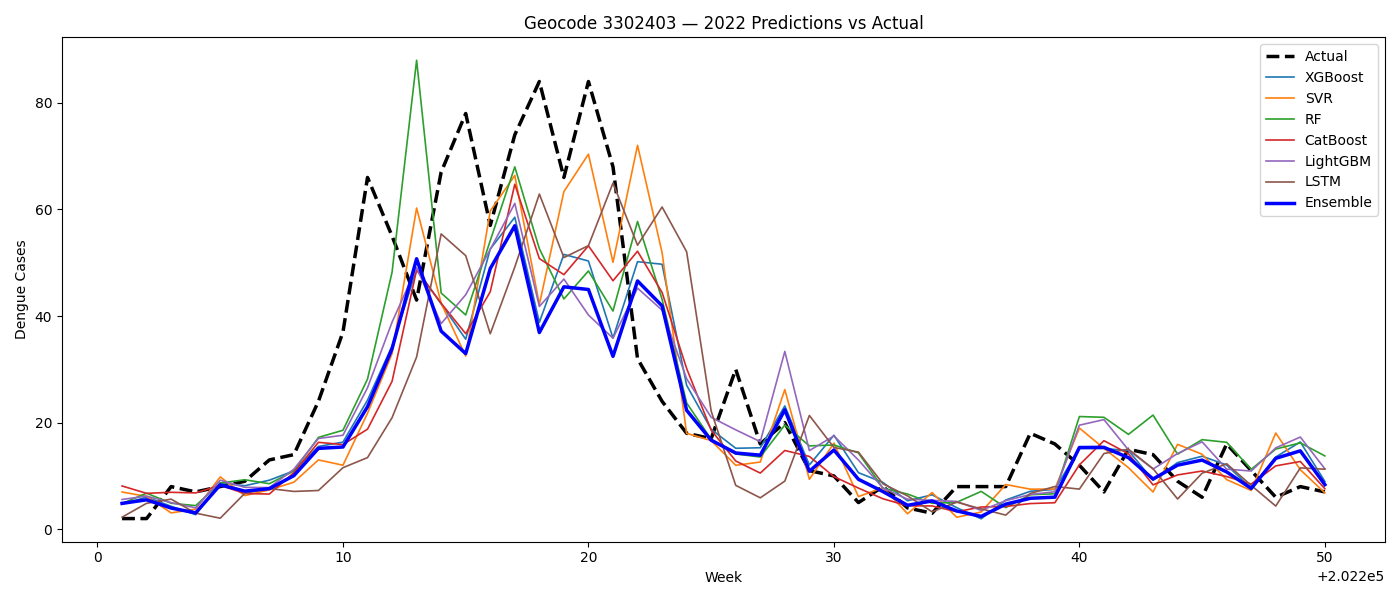 Geocode 3302403 — 2022 Predictions vs Actual
Dengue Cases
80
60
40
20
0
0 10 20 30 40 50
+2.022e5
Week
Actual
XGBoost
SVR
RF
CatBoost
LightGBM
LSTM
Ensemble